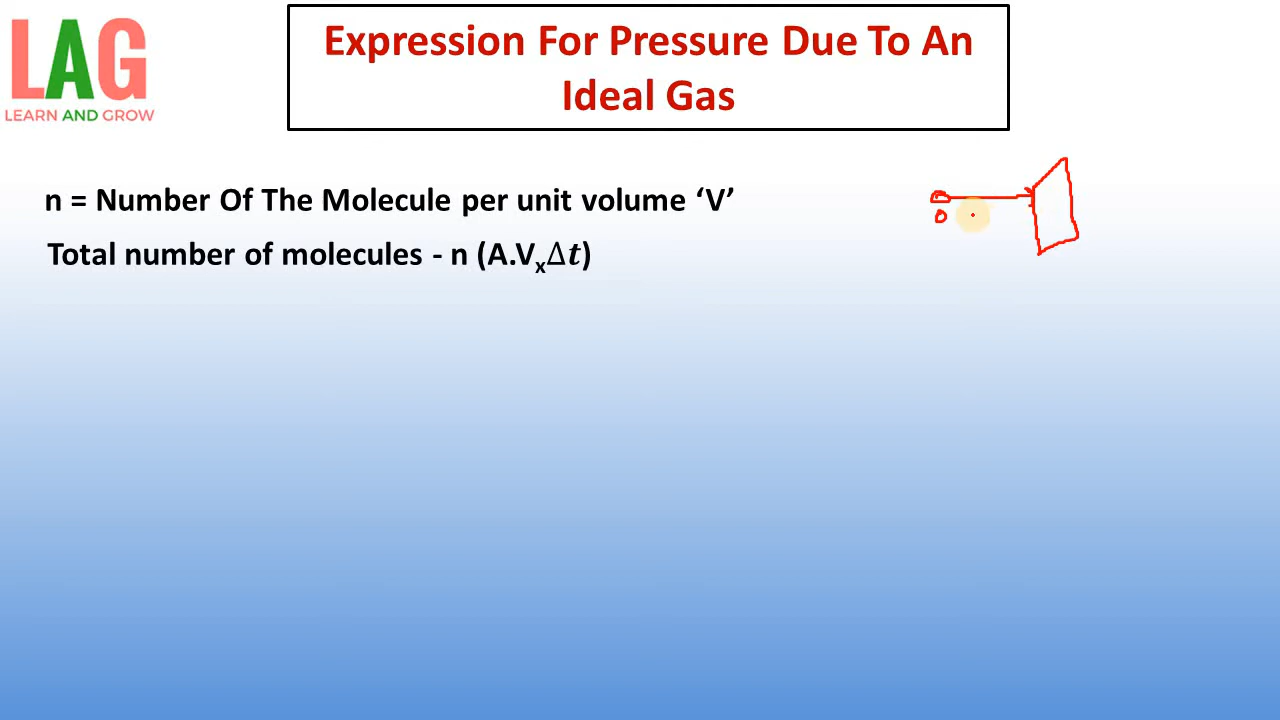 LAG
LEARN AND GROW
Expression For Pressure Due To An
Ideal Gas
n = Number Of The Molecule per unit volume ‘V’
Total number of molecules - n (A.Vₓ∆𝑡)